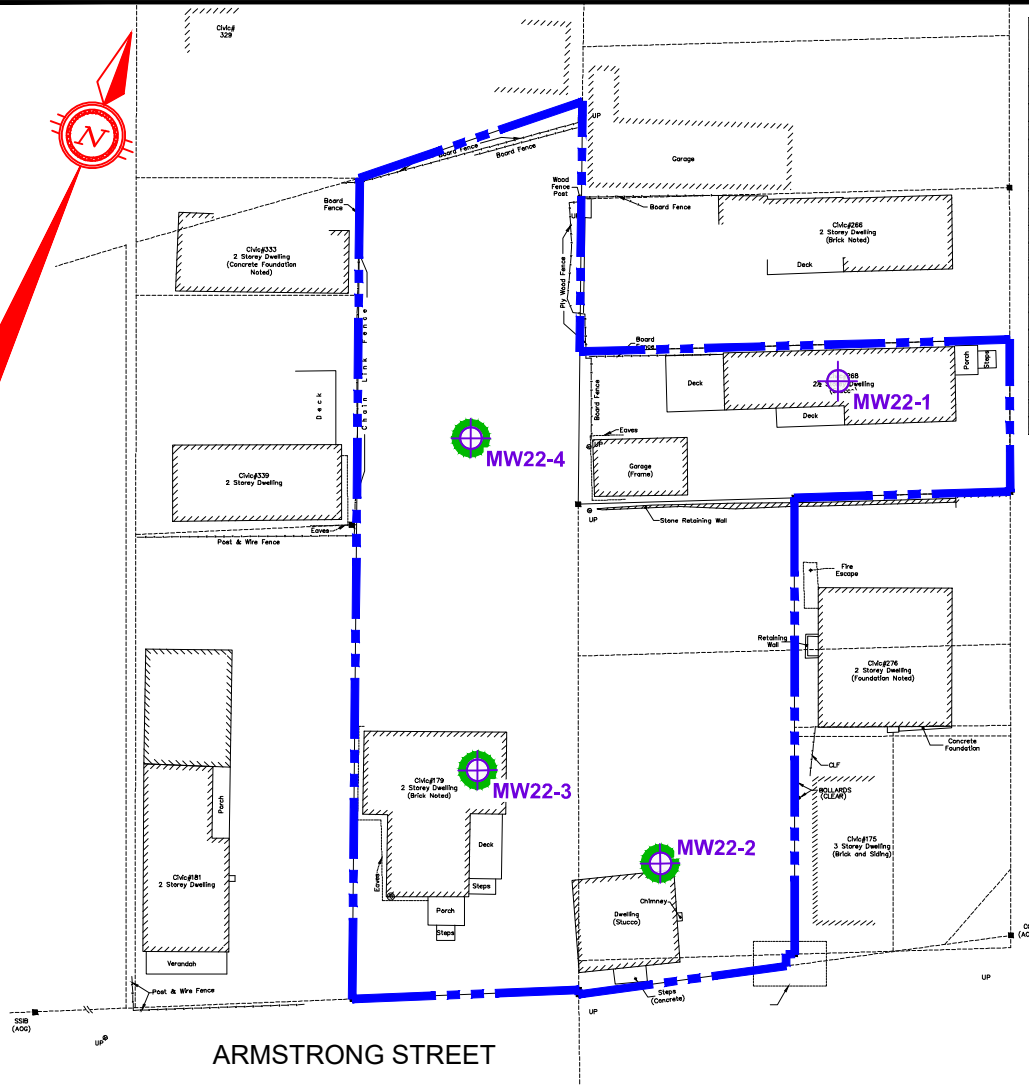 Civic#
329
N
UP
Board Fence
Board Fence
Garage
Wood
Fence
Post
Board Fence
Board
Fence
UP
Civic#333
2 Storey Dwelling
(Concrete Foundation
Noted)
Civic#266
2 Storey Dwelling
(Brick Noted)
Deck
Ply Wood Fence
Chain Link Fence
Board
Fence
Porch
Steps
Deck
268
Dwelling
MW22-1
Deck
Deck
Board Fence
Eaves
UP
MW22-4
Civic#339
2 Storey Dwelling
Garage
(Frame)
Eaves
UP
Stone Retaining Wall
Post & Wire Fence
Fire
Escape
Retaining
Wall
Civic#276
2 Storey Dwelling
(Foundation Noted)
Concrete
Foundation
CLF
BOLLARDS
(CLEAR)
Civic#179
2 Storey Dwelling
(Brick Noted)
MW22-3
Porch
Deck
MW22-2
Civic#175
3 Storey Dwelling
(Brick and Siding)
Civic#181
2 Storey Dwelling
Eaves
Steps
Chimney
Porch
Steps
Dwelling
(Stucco)
Verandah
Post & Wire Fence
Steps
(Concrete)
UP
UP
SSIB
(AOG)
UP
ARMSTRONG STREET